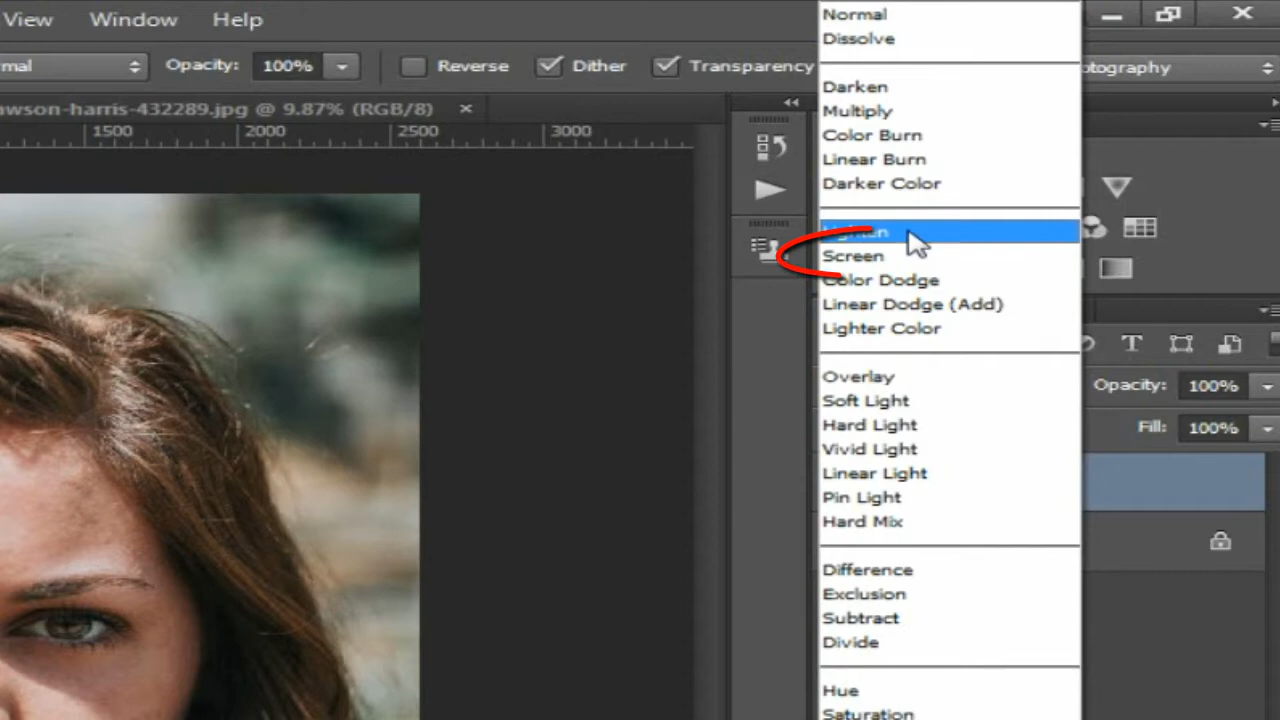 View Window Help
mal Opacity: 100% Reverse Dither Transparency otography
awson-harris-432289.jpg @ 9.87% (RGB/8) ×
1500 2000 2500 3000
Normal
Dissolve
Darken
Multiply
Color Burn
Linear Burn
Darker Color
Lighten
Screen
Color Dodge
Linear Dodge (Add)
Lighter Color
Overlay
Soft Light
Hard Light
Vivid Light
Linear Light
Pin Light
Hard Mix
Difference
Exclusion
Subtract
Divide
Hue
Saturation
T
Opacity: 100%
Fill: 100%